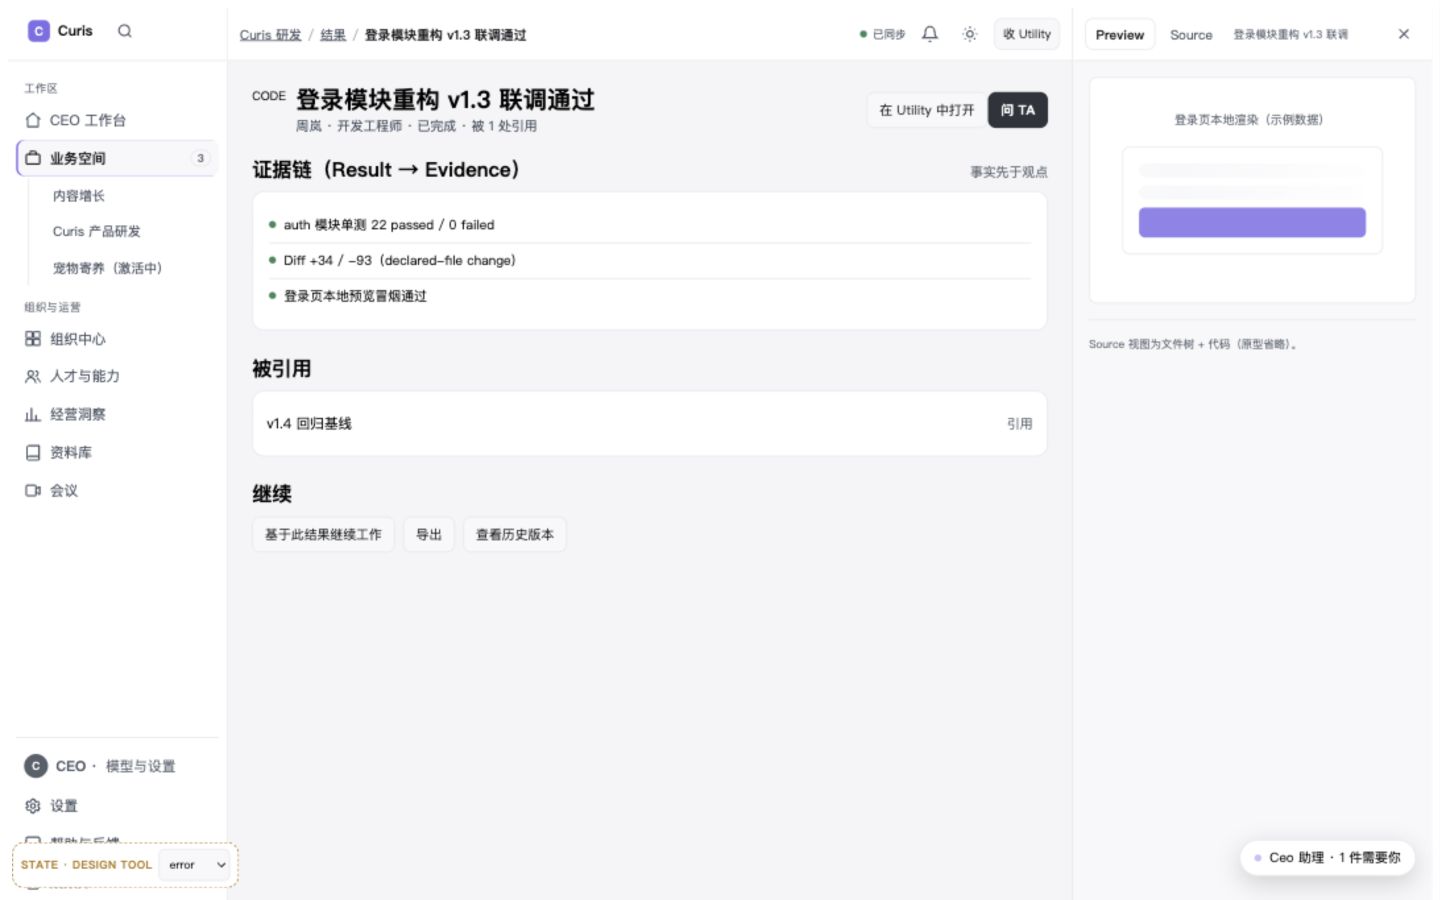 C Curis
工作区
CEO 工作台
业务空间 3
内容增长
Curis 产品研发
宠物寄养（激活中）
组织与运营
组织中心
人才与能力
经营洞察
资料库
会议
C CEO · 模型与设置
设置
帮助与反馈
STATE · DESIGN TOOL error
Curis 研发 / 结果 / 登录模块重构 v1.3 联调通过
已同步
收 Utility
CODE 登录模块重构 v1.3 联调通过
周岚 · 开发工程师 · 已完成 · 被 1 处引用
在 Utility 中打开 问 TA
证据链（Result → Evidence） 事实先于观点
auth 模块单测 22 passed / 0 failed
Diff +34 / -93（declared-file change）
登录页本地预览冒烟通过
被引用
v1.4 回归基线 引用
继续
基于此结果继续工作 导出 查看历史版本
Preview Source 登录模块重构 v1.3 联调
登录页本地渲染（示例数据）
Source 视图为文件树 + 代码（原型省略）。
Ceo 助理 · 1 件需要你